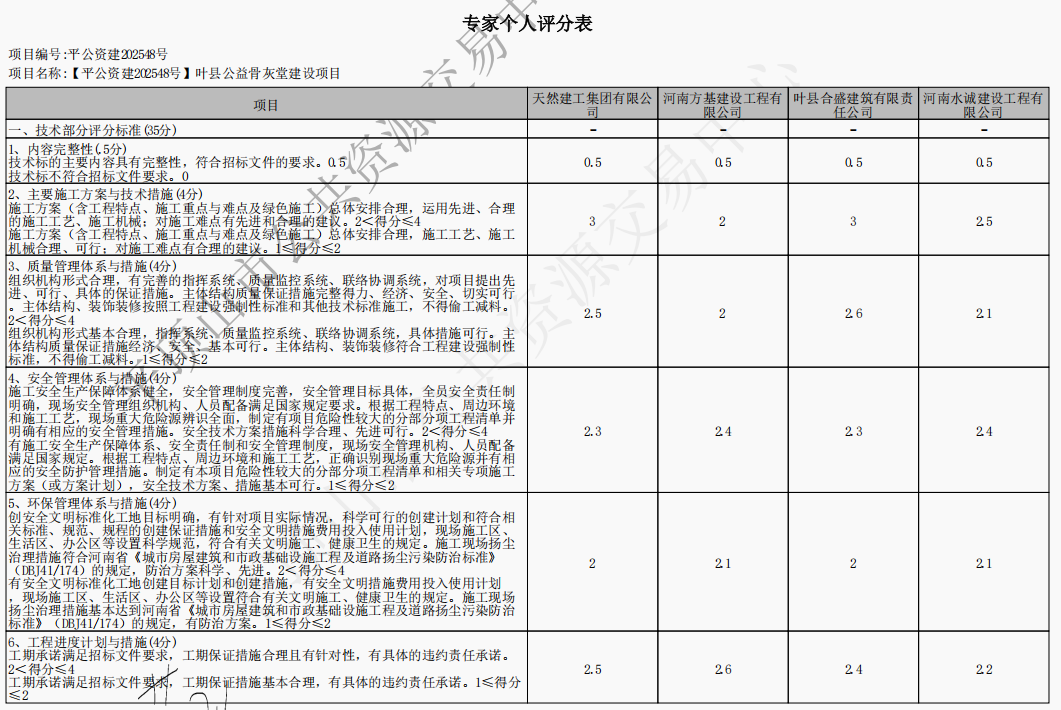 专家个人评分表
项目编号:平公资建202548号
项目名称:【平公资建202548号】叶县公益骨灰堂建设项目
项目 天然建工集团有限公司 河南方基建设工程有限公司 叶县合盛建筑有限责任公司 河南水诚建设工程有限公司
一、技术部分评分标准(35分) - - - -
1、内容完整性(.5分)
技术标的主要内容具有完整性，符合招标文件的要求。0.5
技术标不符合招标文件要求。0
0.5 0.5 0.5 0.5
2、主要施工方案与技术措施(4分)
施工方案（含工程特点、施工重点与难点及绿色施工）总体安排合理，运用先进、合理
的施工工艺、施工机械；对施工难点有先进和合理的建议。2<得分≤4
施工方案（含工程特点、施工重点与难点及绿色施工）总体安排合理，施工工艺、施工
机械合理、可行；对施工难点有合理的建议。1≤得分≤2
3 2 3 2.5
3、质量管理体系与措施(4分)
组织机构形式合理，有完善的指挥系统、质量监控系统、联络协调系统，对项目提出先
进、可行、具体的保证措施。主体结构质量保证措施完整得力、经济、安全、切实可行
。主体结构、装饰装修按照工程建设强制性标准和其他技术标准施工，不得偷工减料。
2<得分≤4
组织机构形式基本合理，指挥系统、质量监控系统、联络协调系统，具体措施可行。主
体结构质量保证措施经济、安全、基本可行。主体结构、装饰装修符合工程建设强制性
标准，不得偷工减料。1≤得分≤2
2.5 2 2.6 2.1
4、安全管理体系与措施(4分)
施工安全生产保障体系健全，安全管理制度完善，安全管理目标具体，全员安全责任制
明确，现场安全管理组织机构、人员配备满足国家规定要求。根据工程特点、周边环境
和施工工艺，现场重大危险源辨识全面，制定有项目危险性较大的分部分项工程清单并
明确有相应的安全管理措施。安全技术方案措施科学合理、先进可行。2<得分≤4
有施工安全生产保障体系、安全责任制和安全管理制度，现场安全管理机构、人员配备
满足国家规定。根据工程特点、周边环境和施工工艺，正确识别现场重大危险源并有相
应的安全防护管理措施。制定有本项目危险性较大的分部分项工程清单和相关专项施工
方案（或方案计划），安全技术方案、措施基本可行。1≤得分≤2
2.3 2.4 2.3 2.4
5、环保管理体系与措施(4分)
创安全文明标准化工地目标明确，有针对项目实际情况，科学可行的创建计划和符合相
关标准、规范、规程的创建保证措施和安全文明措施费用投入使用计划，现场施工区、
生活区、办公区等设置科学规范，符合有关文明施工、健康卫生的规定。施工现场扬尘
治理措施符合河南省《城市房屋建筑和市政基础设施工程及道路扬尘污染防治标准》
（DBJ41/174）的规定，防治方案科学、先进。2<得分≤4
有安全文明标准化工地创建目标计划和创建措施，有安全文明措施费用投入使用计划
，现场施工区、生活区、办公区等设置符合有关文明施工、健康卫生的规定。施工现场
扬尘治理措施基本达到河南省《城市房屋建筑和市政基础设施工程及道路扬尘污染防治
标准》（DBJ41/174）的规定，有防治方案。1≤得分≤2
2 2.1 2 2.1
6、工程进度计划与措施(4分)
工期承诺满足招标文件要求，工期保证措施合理且有针对性，有具体的违约责任承诺。
2<得分≤4
工期承诺满足招标文件要求，工期保证措施基本合理，有具体的违约责任承诺。1≤得分
≤2
2.5 2.6 2.4 2.2